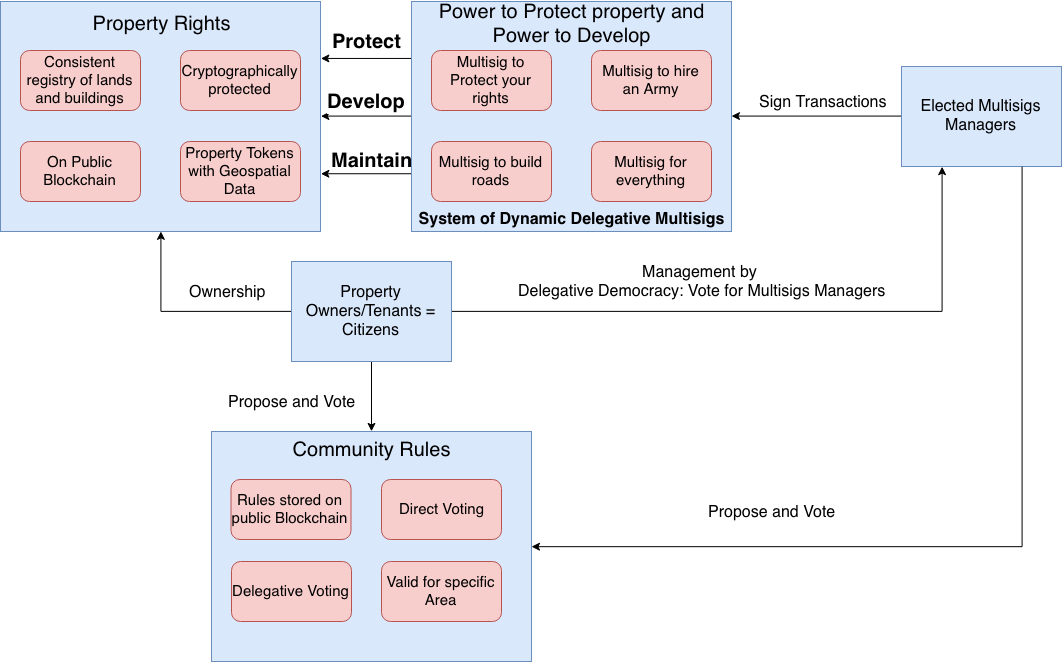 Property Rights
Consistent
registry of lands
and buildings
Cryptographically
protected
On Public
Blockchain
Property Tokens
with Geospatial
Data
Protect
Develop
Maintain
Power to Protect property and
Power to Develop
Multisig to
Protect your
rights
Multisig to hire
an Army
Multisig to build
roads
Multisig for
everything
System of Dynamic Delegative Multisigs
Sign Transactions
Elected Multisigs
Managers
Ownership
Property
Owners/Tenants =
Citizens
Management by
Delegative Democracy: Vote for Multisigs Managers
Propose and Vote
Community Rules
Rules stored on
public Blockchain
Direct Voting
Delegative Voting
Valid for specific
Area
Propose and Vote